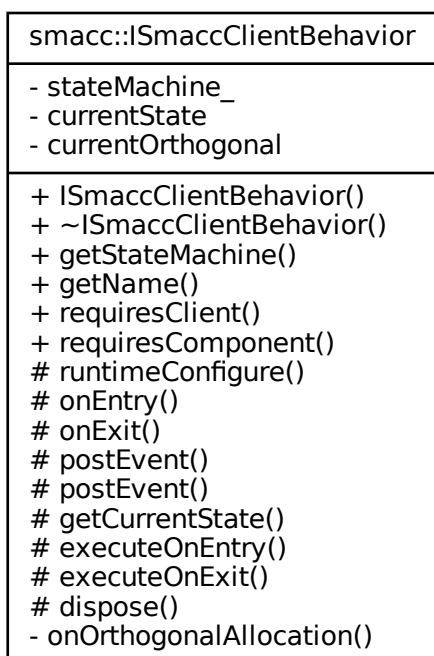 smacc::ISmaccClientBehavior
- stateMachine_
- currentState
- currentOrthogonal
+ ISmaccClientBehavior()
+ ~ISmaccClientBehavior()
+ getStateMachine()
+ getName()
+ requiresClient()
+ requiresComponent()
# runtimeConfigure()
# onEntry()
# onExit()
# postEvent()
# postEvent()
# getCurrentState()
# executeOnEntry()
# executeOnExit()
# dispose()
- onOrthogonalAllocation()